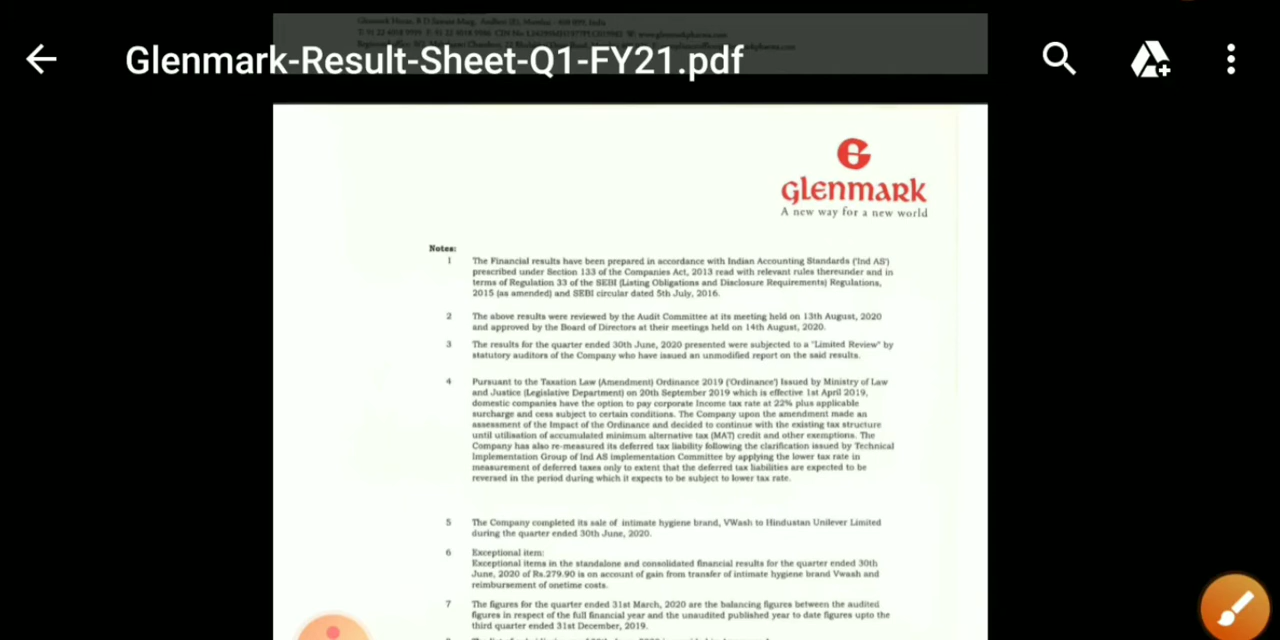 Glenmark House, B D Sawant Marg, Andheri (E), Mumbai - 400 099, India
Glenmark-Result-Sheet-Q1-FY21.pdf
glenmark
A new way for a new world
Notes:
1 The Financial results have been prepared in accordance with Indian Accounting Standards ('Ind AS')
prescribed under Section 133 of the Companies Act, 2013 read with relevant rules thereunder and in
terms of Regulation 33 of the SEBI (Listing Obligations and Disclosure Requirements) Regulations,
2015 (as amended) and SEBI circular dated 5th July, 2016.
2 The above results were reviewed by the Audit Committee at its meeting held on 13th August, 2020
and approved by the Board of Directors at their meetings held on 14th August, 2020.
3 The results for the quarter ended 30th June, 2020 presented were subjected to a "Limited Review" by
statutory auditors of the Company who have issued an unmodified report on the said results.
4 Pursuant to the Taxation Law (Amendment) Ordinance 2019 ('Ordinance') Issued by Ministry of Law
and Justice (Legislative Department) on 20th September 2019 which is effective 1st April 2019,
domestic companies have the option to pay corporate Income tax rate at 22% plus applicable
surcharge and cess subject to certain conditions. The Company upon the amendment made an
assessment of the Impact of the Ordinance and decided to continue with the existing tax structure
until utilisation of accumulated minimum alternative tax (MAT) credit and other exemptions. The
Company has also re-measured its deferred tax liability following the clarification issued by Technical
Implementation Group of Ind AS implementation Committee by applying the lower tax rate in
measurement of deferred taxes only to extent that the deferred tax liabilities are expected to be
reversed in the period during which it expects to be subject to lower tax rate.
5 The Company completed its sale of intimate hygiene brand, VWash to Hindustan Unilever Limited
during the quarter ended 30th June, 2020.
6 Exceptional item:
Exceptional items in the standalone and consolidated financial results for the quarter ended 30th
June, 2020 of Rs.279.90 is on account of gain from transfer of intimate hygiene brand Vwash and
reimbursement of onetime costs.
7 The figures for the quarter ended 31st March, 2020 are the balancing figures between the audited
figures in respect of the full financial year and the unaudited published year to date figures upto the
third quarter ended 31st December, 2019.